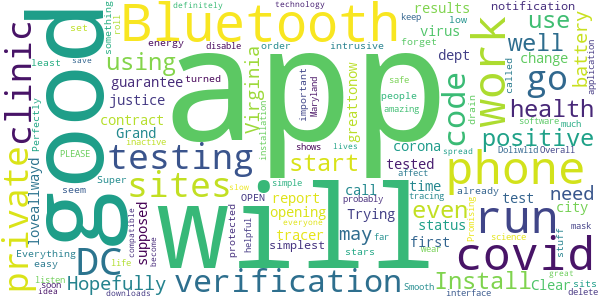 definitely technology
roll keep low
set energy disable
something
Bluetooth
results
virus
forget
notification
use
battery
drain
application
least save order intrusive
good
clinic
app
using
guarantee turned
justice
Virginia
installation
greattonow
important
Maryland
safe
people
amazing
dept
code
work
well
change called
go
health
software much
Perfectly
contract
Grand
inactive
shows lives corona
spread
positive
Doliwlid Overall
PLEASE
loveallwayd
testing
start
tested
affect tracing
phone
private
seem Super
sites
slow
OPEN
simple
call
probably
time
already
test
need
city
Everything
easy
DC
supposed
compatible
become
will
report
opening
everyone
tracer
simplest
Trying
may
far
stars
even
status
first
wear
Promising
science
run
mask
stuff
listen
soon
idea
life
Hopefully
downloads
protected
helpful
verification
Smooth
covid
Install
interface
Clear
great
sits
delete